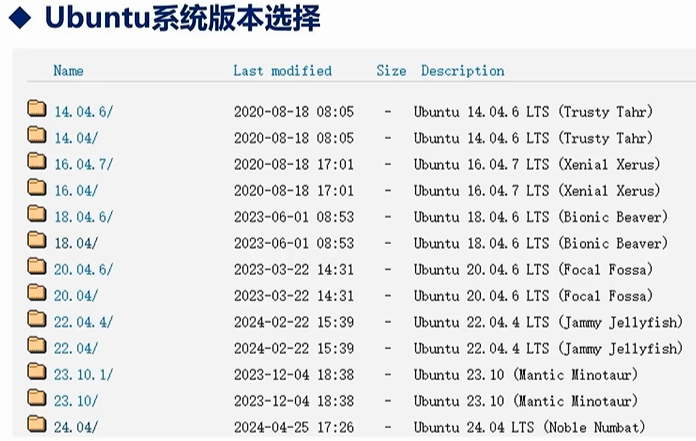 ◆ Ubuntu系统版本选择
Name Last modified Size Description
14.04.6/ 2020-08-18 08:05 - Ubuntu 14.04.6 LTS (Trusty Tahr)
14.04/ 2020-08-18 08:05 - Ubuntu 14.04.6 LTS (Trusty Tahr)
16.04.7/ 2020-08-18 17:01 - Ubuntu 16.04.7 LTS (Xenial Xerus)
16.04/ 2020-08-18 17:01 - Ubuntu 16.04.7 LTS (Xenial Xerus)
18.04.6/ 2023-06-01 08:53 - Ubuntu 18.04.6 LTS (Bionic Beaver)
18.04/ 2023-06-01 08:53 - Ubuntu 18.04.6 LTS (Bionic Beaver)
20.04.6/ 2023-03-22 14:31 - Ubuntu 20.04.6 LTS (Focal Fossa)
20.04/ 2023-03-22 14:31 - Ubuntu 20.04.6 LTS (Focal Fossa)
22.04.4/ 2024-02-22 15:39 - Ubuntu 22.04.4 LTS (Jammy Jellyfish)
22.04/ 2024-02-22 15:39 - Ubuntu 22.04.4 LTS (Jammy Jellyfish)
23.10.1/ 2023-12-04 18:38 - Ubuntu 23.10 (Mantic Minotaur)
23.10/ 2023-12-04 18:38 - Ubuntu 23.10 (Mantic Minotaur)
24.04/ 2024-04-25 17:26 - Ubuntu 24.04 LTS (Noble Numbat)